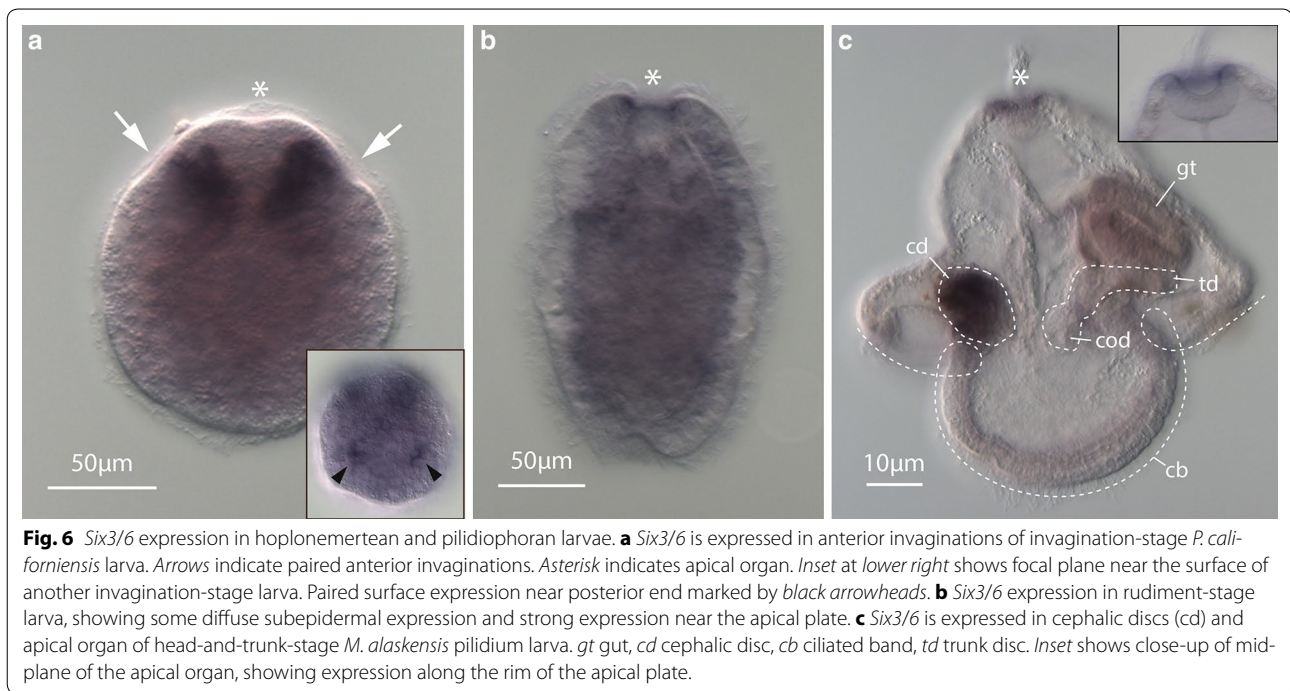 a
b
c
*
*
*
gt
cd
td
cod
cb
50µm
50µm
10µm
Fig. 6 Six3/6 expression in hoplonemertean and pilidiophoran larvae. a Six3/6 is expressed in anterior invaginations of invagination-stage P. cali-
forniensis larva. Arrows indicate paired anterior invaginations. Asterisk indicates apical organ. Inset at lower right shows focal plane near the surface of
another invagination-stage larva. Paired surface expression near posterior end marked by black arrowheads. b Six3/6 expression in rudiment-stage
larva, showing some diffuse subepidermal expression and strong expression near the apical plate. c Six3/6 is expressed in cephalic discs (cd) and
apical organ of head-and-trunk-stage M. alaskensis pilidium larva. gt gut, cd cephalic disc, cb ciliated band, td trunk disc. Inset shows close-up of mid-
plane of the apical organ, showing expression along the rim of the apical plate.